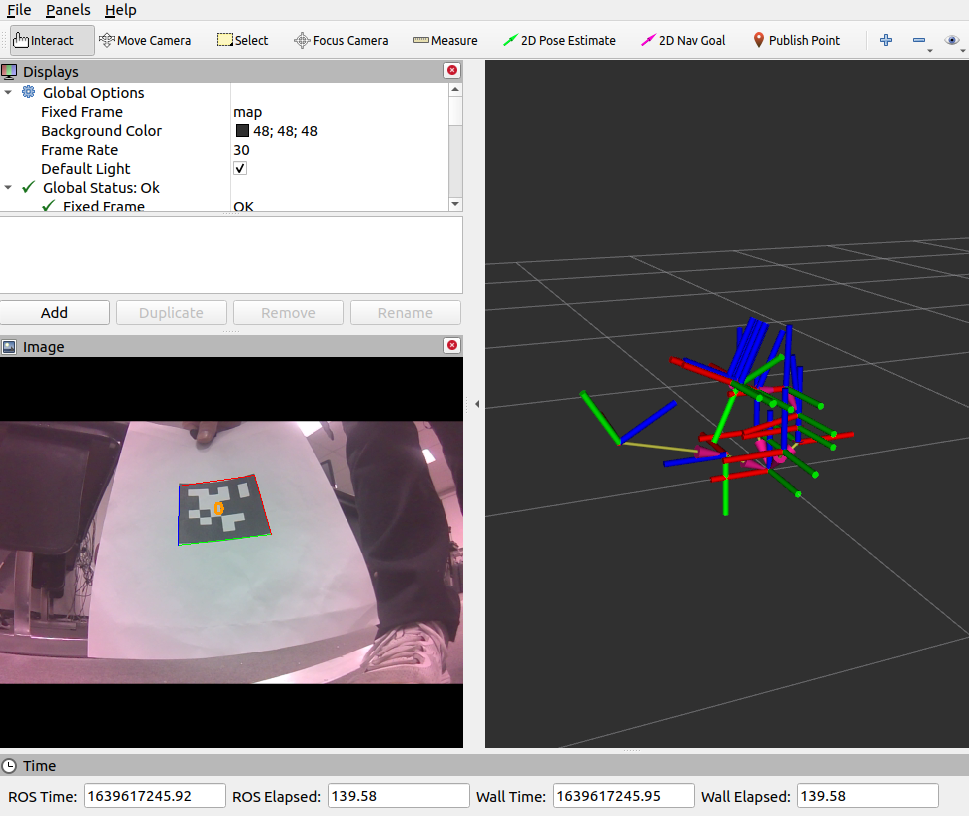 File Panels Help
Interact Move Camera Select Focus Camera Measure 2D Pose Estimate 2D Nav Goal Publish Point
Displays
Global Options
Fixed Frame map
Background Color 48; 48; 48
Frame Rate 30
Default Light
Global Status: Ok
Fixed Frame OK
Add Duplicate Remove Rename
Image
Time
ROS Time: 1639617245.92 ROS Elapsed: 139.58 Wall Time: 1639617245.95 Wall Elapsed: 139.58